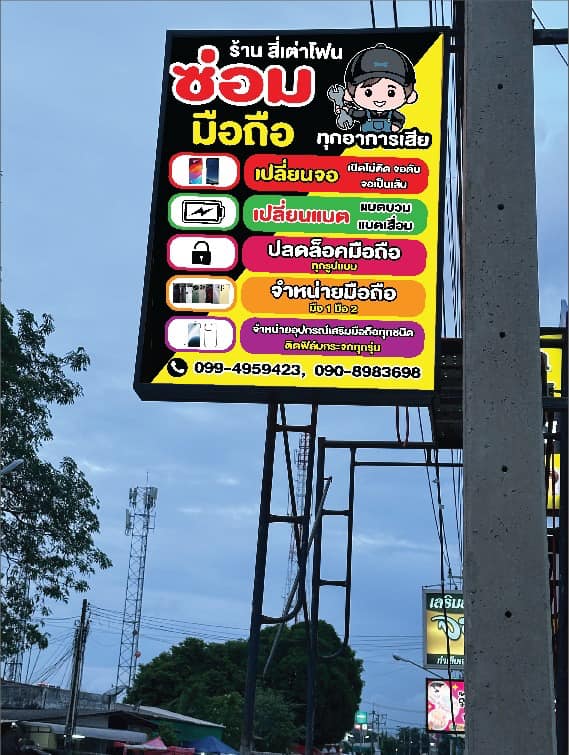 ร้าน สี่เต่าโฟน
ซ่อม
มือถือ
ทุกอาการเสีย
เปลี่ยนจอ
เปิดไม่ติด จอดับ
จอเป็นเส้น
เปลี่ยนแบต
แบตบวม
แบตเสื่อม
ปลดล็อคมือถือ
ทุกรูปแบบ
จำหน่ายมือถือ
มือ 1 มือ 2
จำหน่ายอุปกรณ์เสริมมือถือทุกชนิด
ติดฟิล์มกระจกทุกรุ่น
099-4959423, 090-8983698